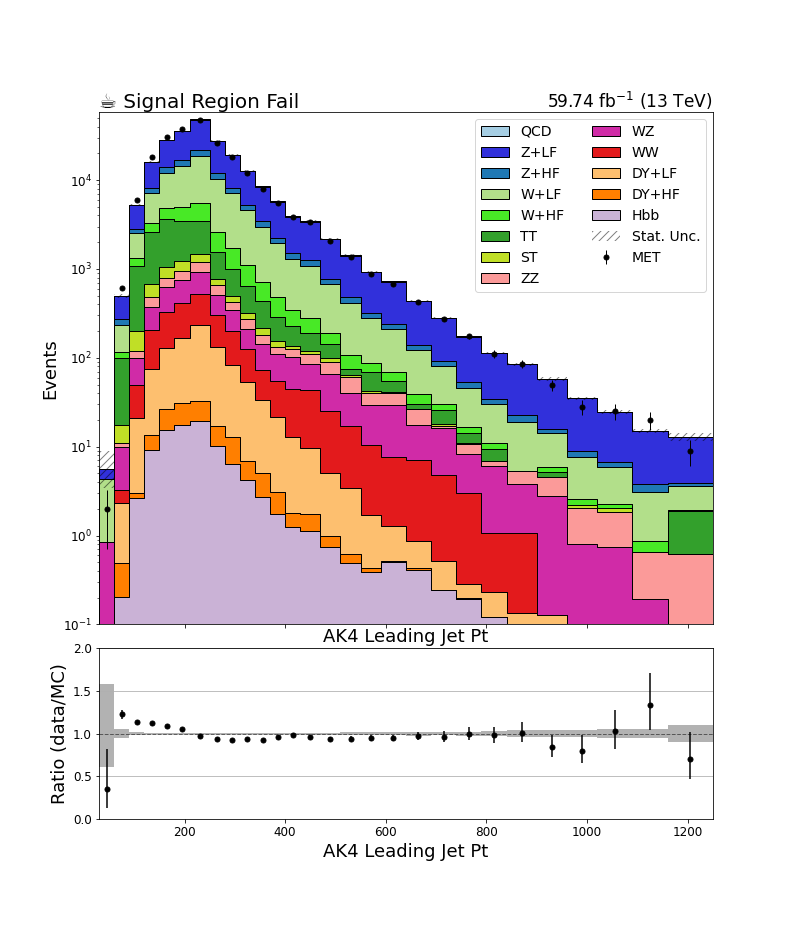 ☕ Signal Region Fail 59.74 fb⁻¹ (13 TeV)
QCD WZ
Z+LF WW
Z+HF DY+LF
W+LF DY+HF
W+HF Hbb
TT Stat. Unc.
ST MET
ZZ
Events
10⁴
10³
10²
10¹
10⁰
10⁻¹
AK4 Leading Jet Pt
Ratio (data/MC)
2.0
1.5
1.0
0.5
0.0
200 400 600 800 1000 1200
AK4 Leading Jet Pt